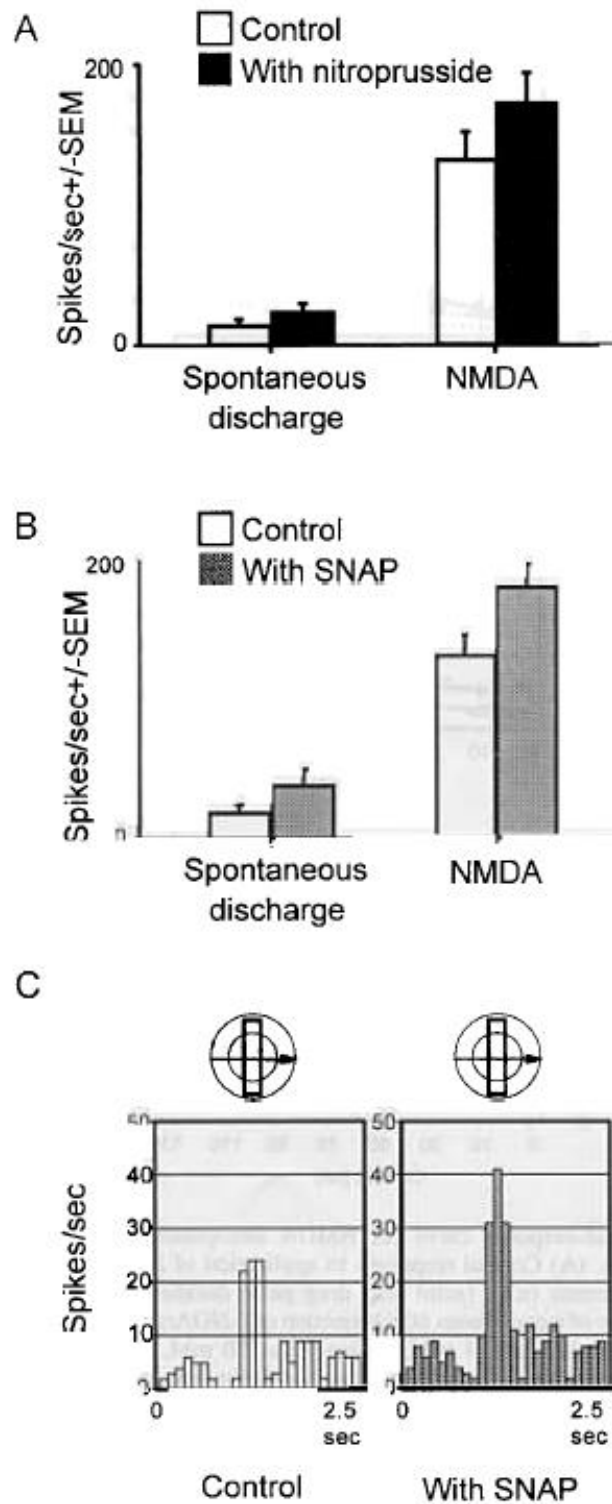 A
Control
With nitroprusside
200
Spikes/sec+/-SEM
0
Spontaneous
discharge
NMDA
B
Control
With SNAP
200
Spikes/sec+/-SEM
Spontaneous
discharge
NMDA
C
50
40
30
20
10
0
Spikes/sec
0
2.5
sec
Control
50
40
30
20
10
0
0
2.5
sec
With SNAP